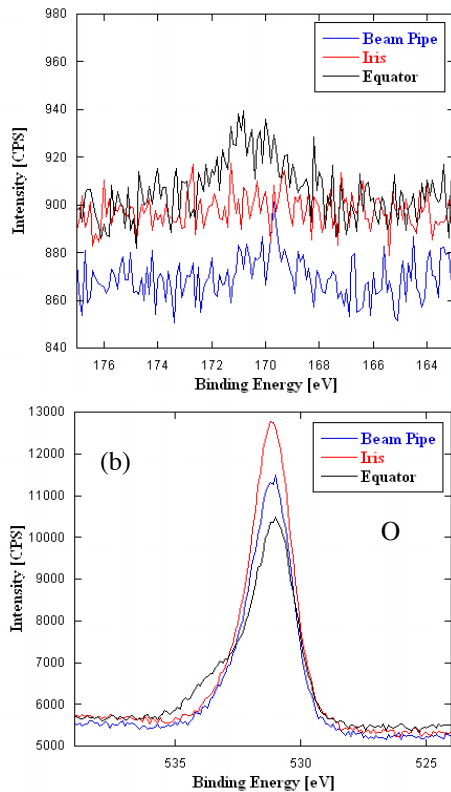 980
960
940
920
900
880
860
840
Intensity [CPS]
Beam Pipe
Iris
Equator
176 174 172 170 168 166 164
Binding Energy [eV]
13000
12000
11000
10000
9000
8000
7000
6000
5000
Intensity [CPS]
(b)
Beam Pipe
Iris
Equator
O
535 530 525
Binding Energy [eV]